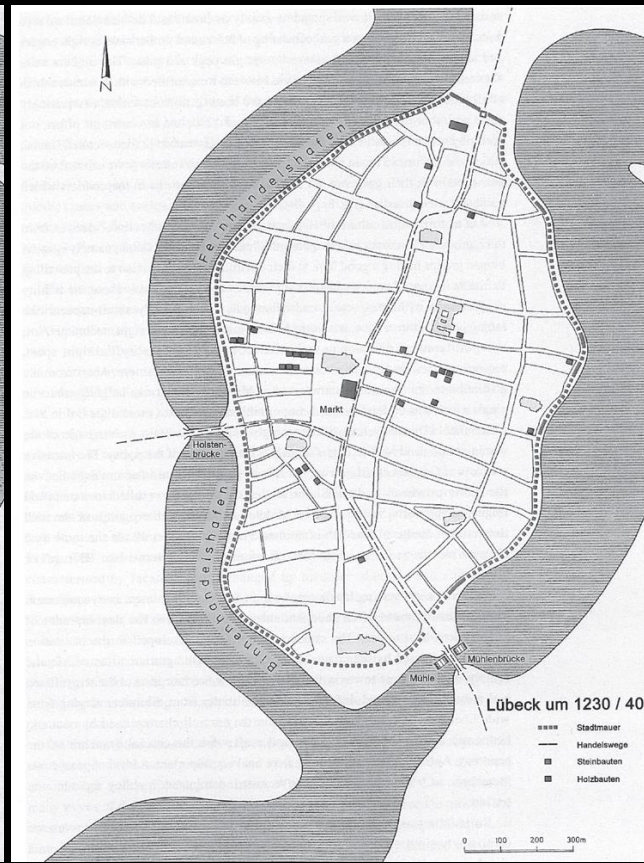 N
Fernhandelshafen
Markt
Holsten-
brücke
Binnenhandelshafen
Mühlenbrücke
Mühle
Lübeck um 1230 / 40
Stadtmauer
Handelswege
Steinbauten
Holzbauten
0 100 200 300m